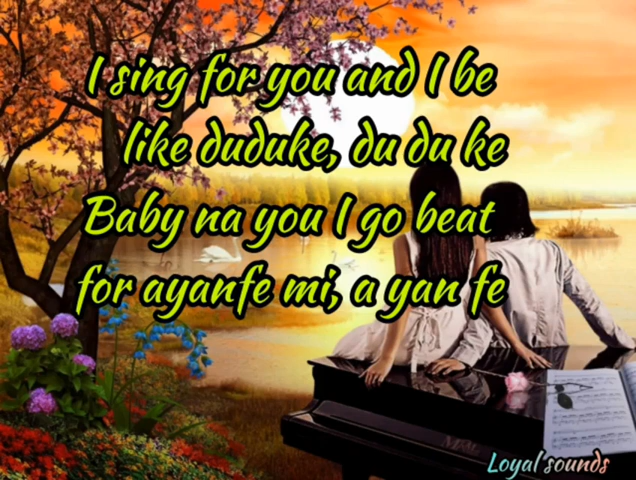 I sing for you and I be
like duduke, du du ke
Baby na you I go beat
for ayanfe mi, a yan fe
Loyal sounds